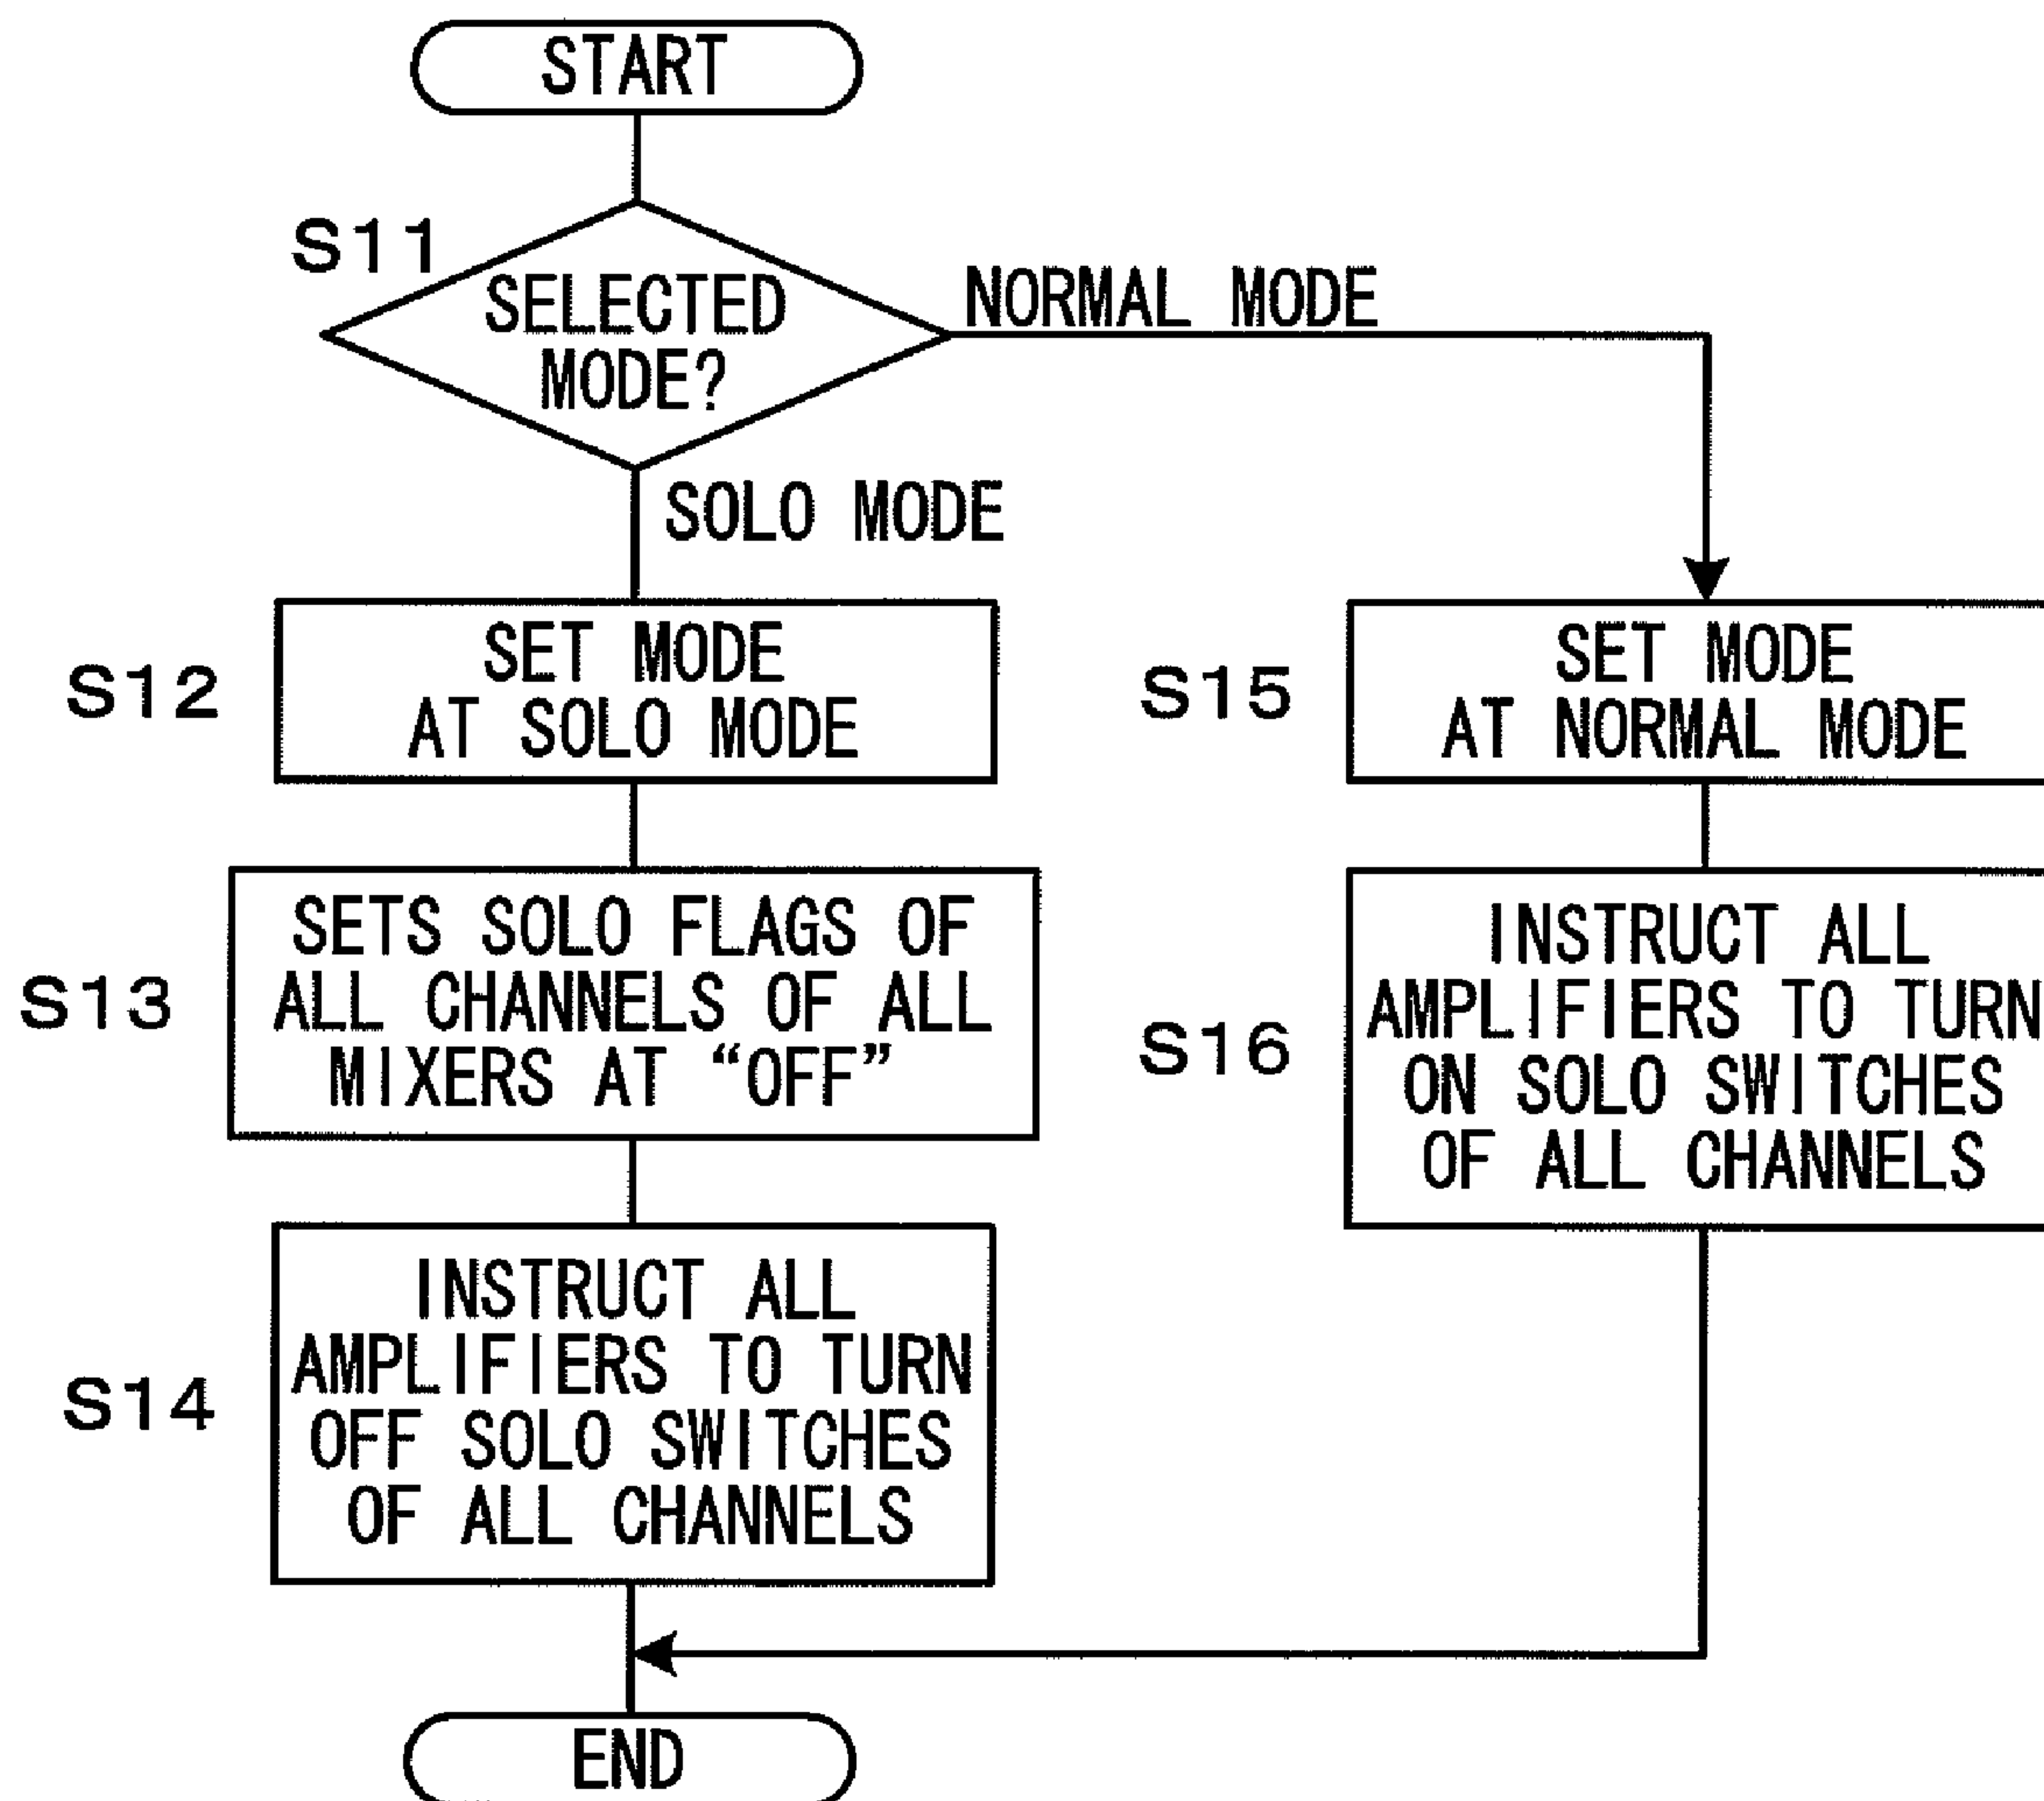 START
S11
SELECTED
MODE?
NORMAL MODE
SOLO MODE
S12
SET MODE
AT SOLO MODE
S13
SETS SOLO FLAGS OF
ALL CHANNELS OF ALL
MIXERS AT “OFF”
S14
INSTRUCT ALL
AMPLIFIERS TO TURN
OFF SOLO SWITCHES
OF ALL CHANNELS
S15
SET MODE
AT NORMAL MODE
S16
INSTRUCT ALL
AMPLIFIERS TO TURN
ON SOLO SWITCHES
OF ALL CHANNELS
END